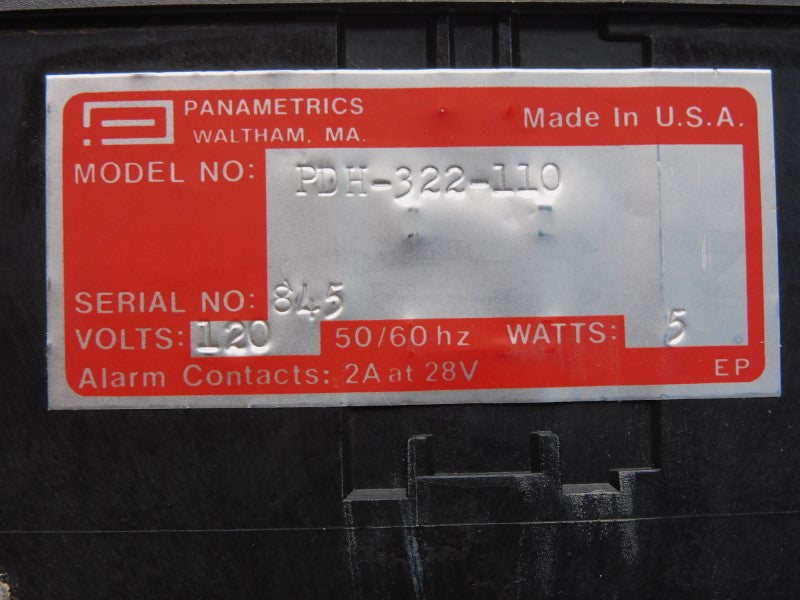 PANAMETRICS
WALTHAM, MA.
Made In U.S.A.
MODEL NO: PDH-322-110
SERIAL NO: 845
VOLTS: 120 50/60 hz WATTS: 5
Alarm Contacts: 2A at 28V EP